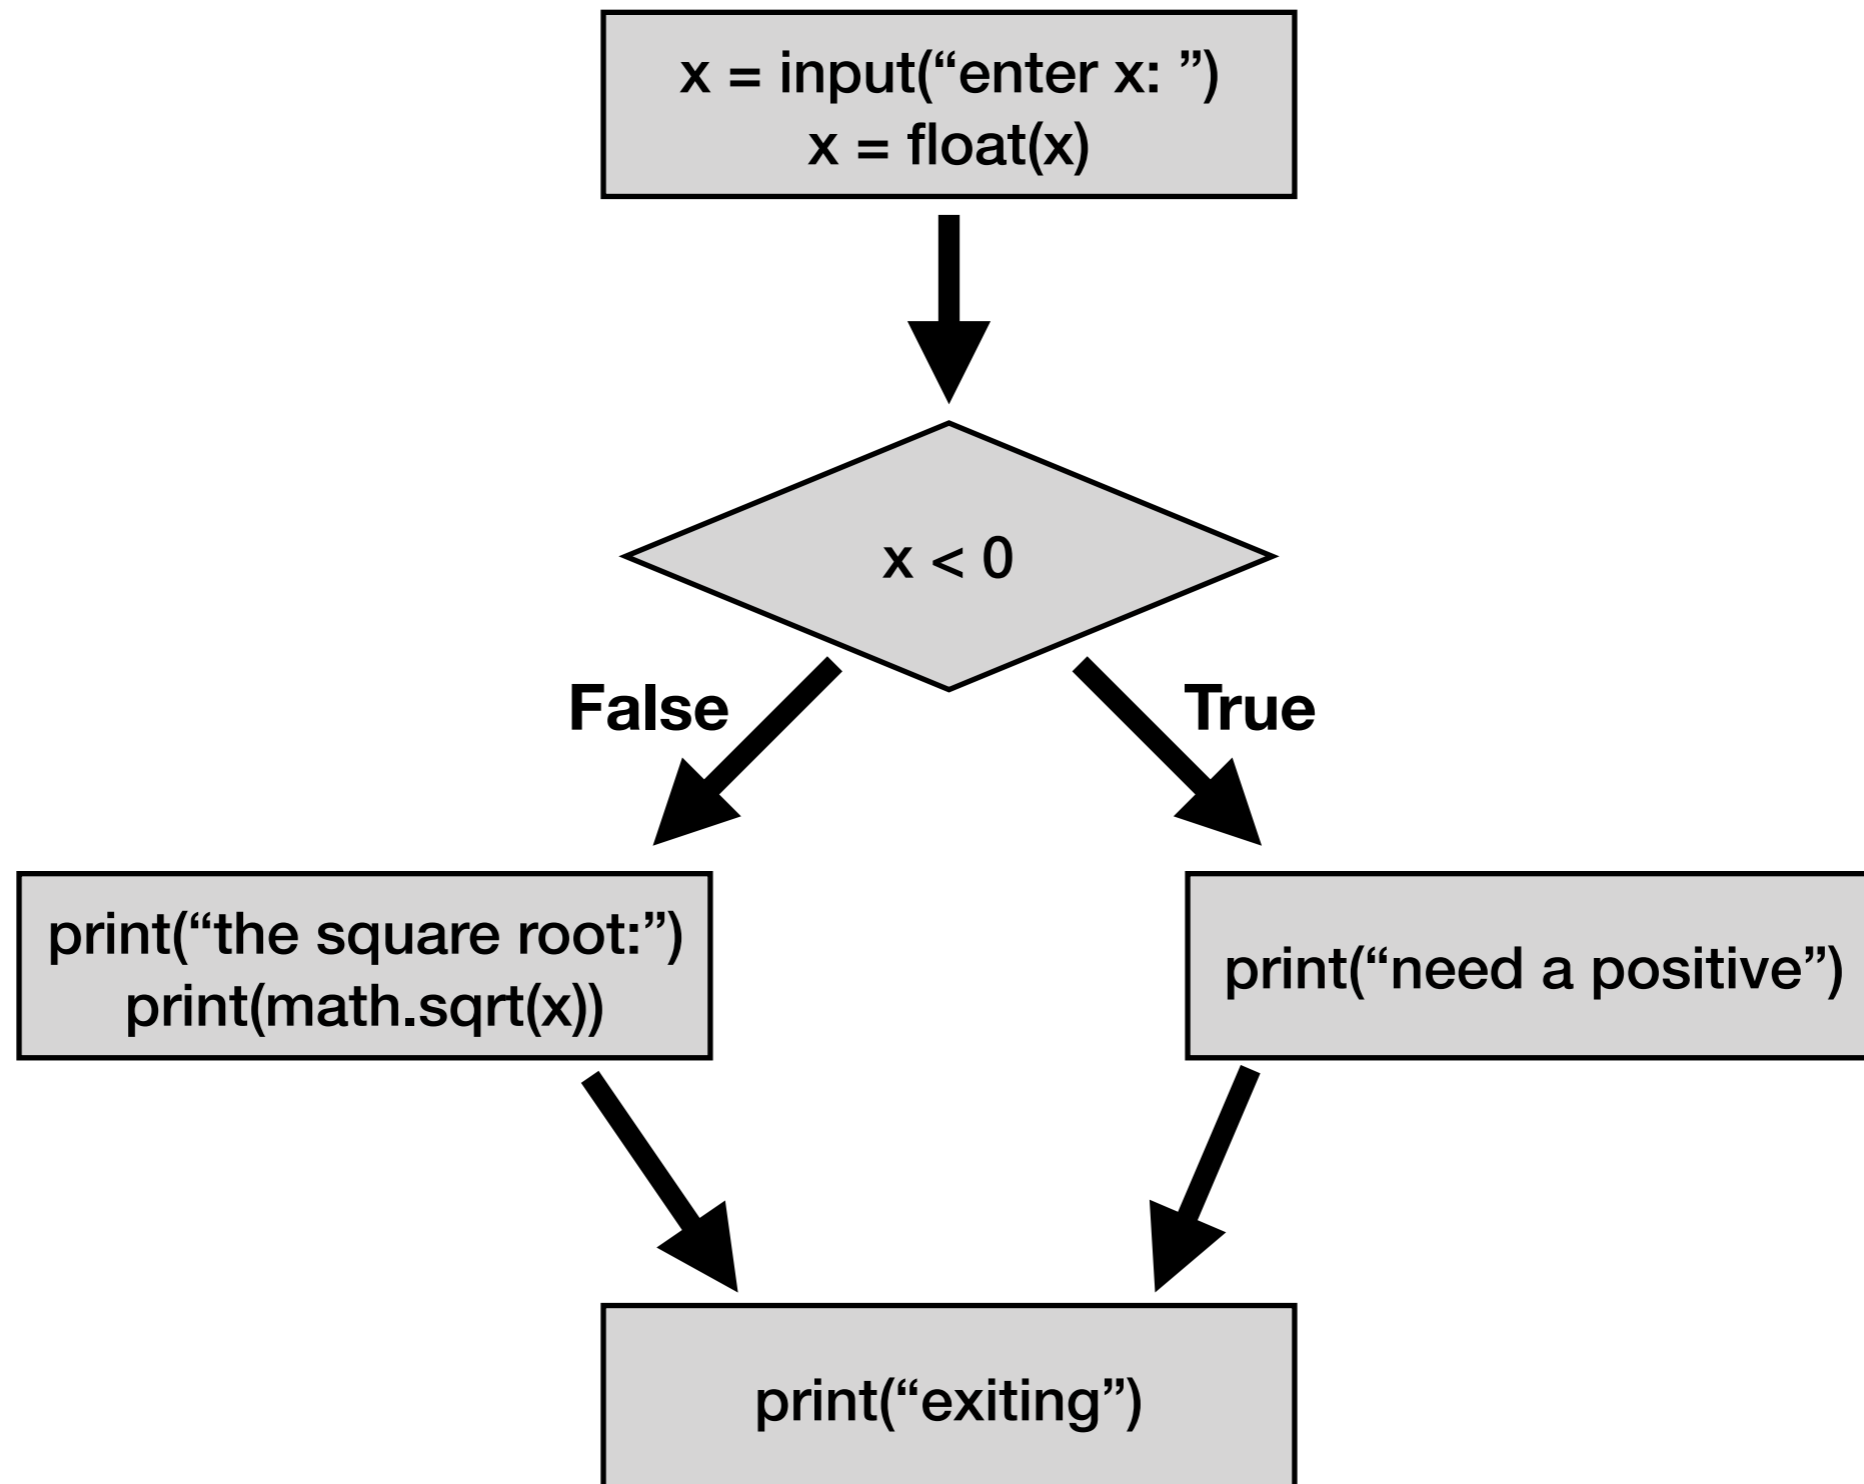 x = input(“enter x: ”)
x = float(x)
x < 0
False
True
print(“the square root:”)
print(math.sqrt(x))
print(“need a positive”)
print(“exiting”)